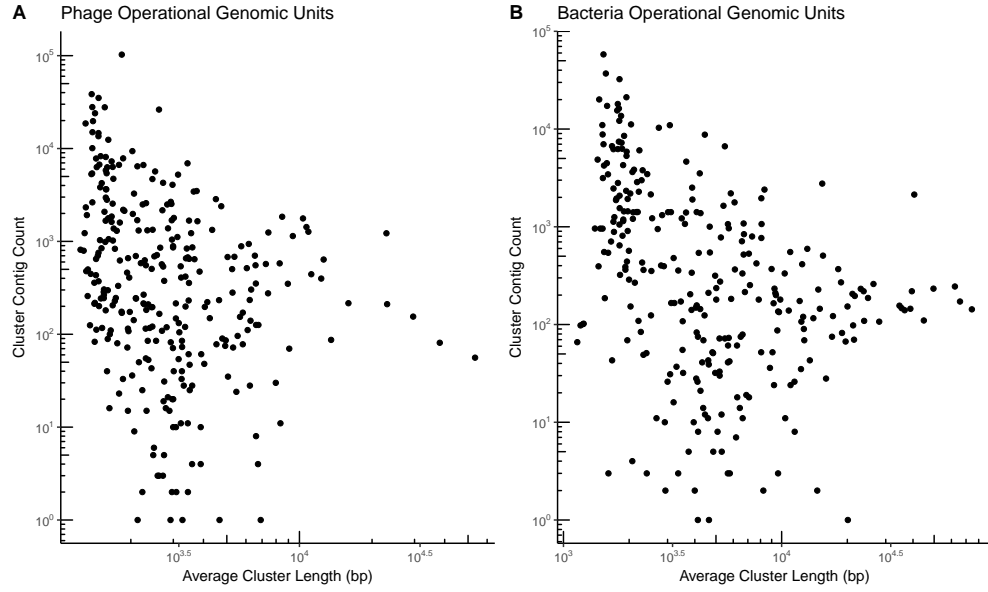 A Phage Operational Genomic Units
Cluster Contig Count
10^5
10^4
10^3
10^2
10^1
10^0
10^3.5 10^4 10^4.5
Average Cluster Length (bp)
B Bacteria Operational Genomic Units
Cluster Contig Count
10^5
10^4
10^3
10^2
10^1
10^0
10^3 10^3.5 10^4 10^4.5
Average Cluster Length (bp)